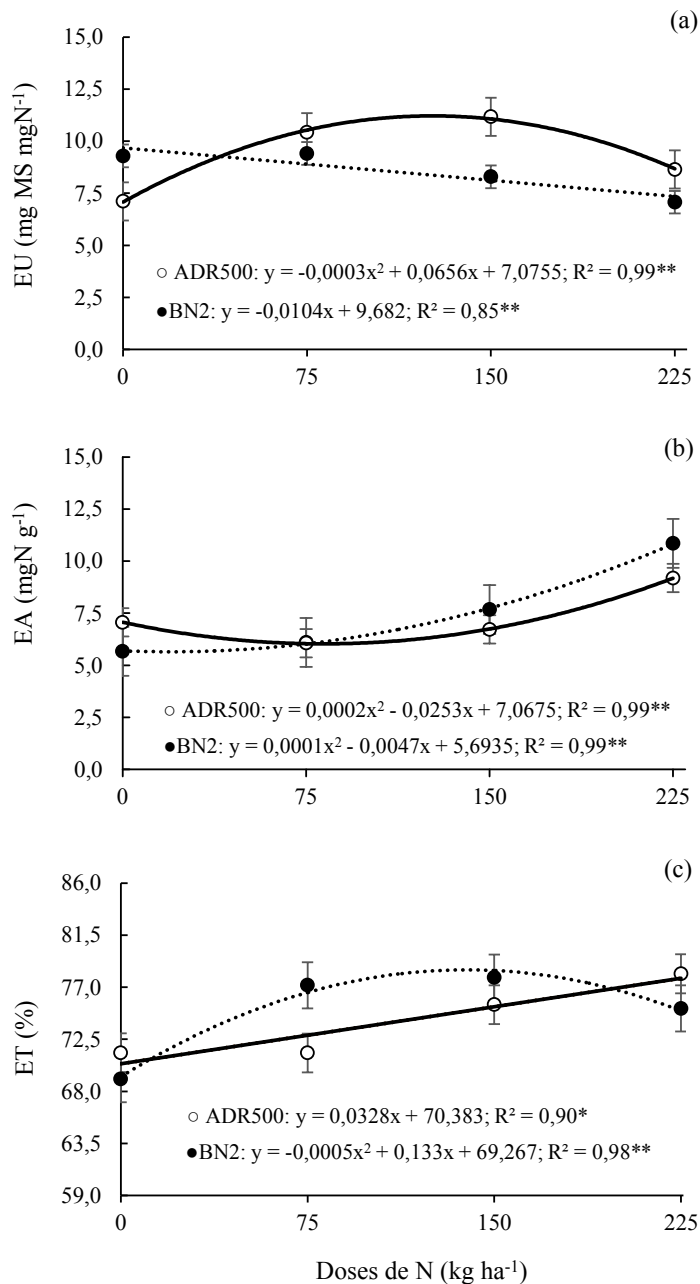 (a)
15,0
12,5
10,0
7,5
5,0
2,5
0,0
EU (mg MS mgN⁻¹)
○ ADR500: y = -0,0003x² + 0,0656x + 7,0755; R² = 0,99**
●BN2: y = -0,0104x + 9,682; R² = 0,85**
0 75 150 225
(b)
15,0
12,5
10,0
7,5
5,0
2,5
0,0
EA (mgN g⁻¹)
○ ADR500: y = 0,0002x² - 0,0253x + 7,0675; R² = 0,99**
●BN2: y = 0,0001x² - 0,0047x + 5,6935; R² = 0,99**
0 75 150 225
(c)
86,0
81,5
77,0
72,5
68,0
63,5
59,0
ET (%)
○ ADR500: y = 0,0328x + 70,383; R² = 0,90*
●BN2: y = -0,0005x² + 0,133x + 69,267; R² = 0,98**
0 75 150 225
Doses de N (kg ha⁻¹)